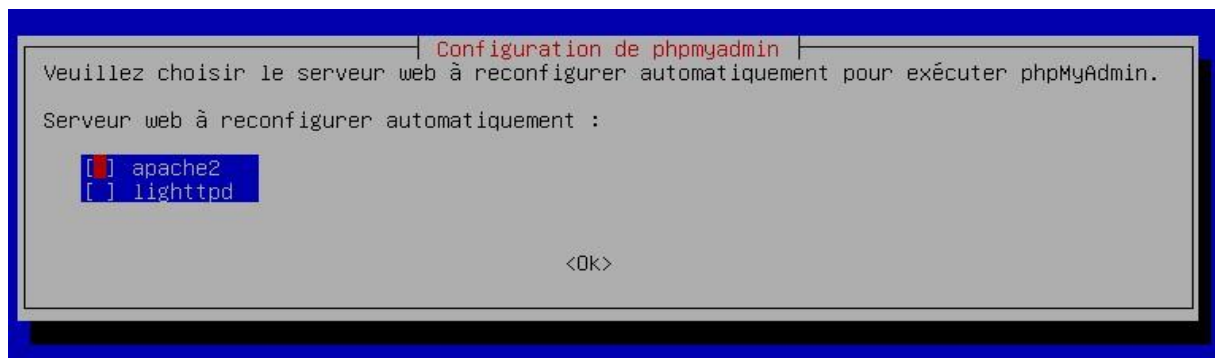 Configuration de phpmyadmin
Veuillez choisir le serveur web à reconfigurer automatiquement pour exécuter phpMyAdmin.
Serveur web à reconfigurer automatiquement :
[ ] apache2
[ ] lighttpd
<Ok>